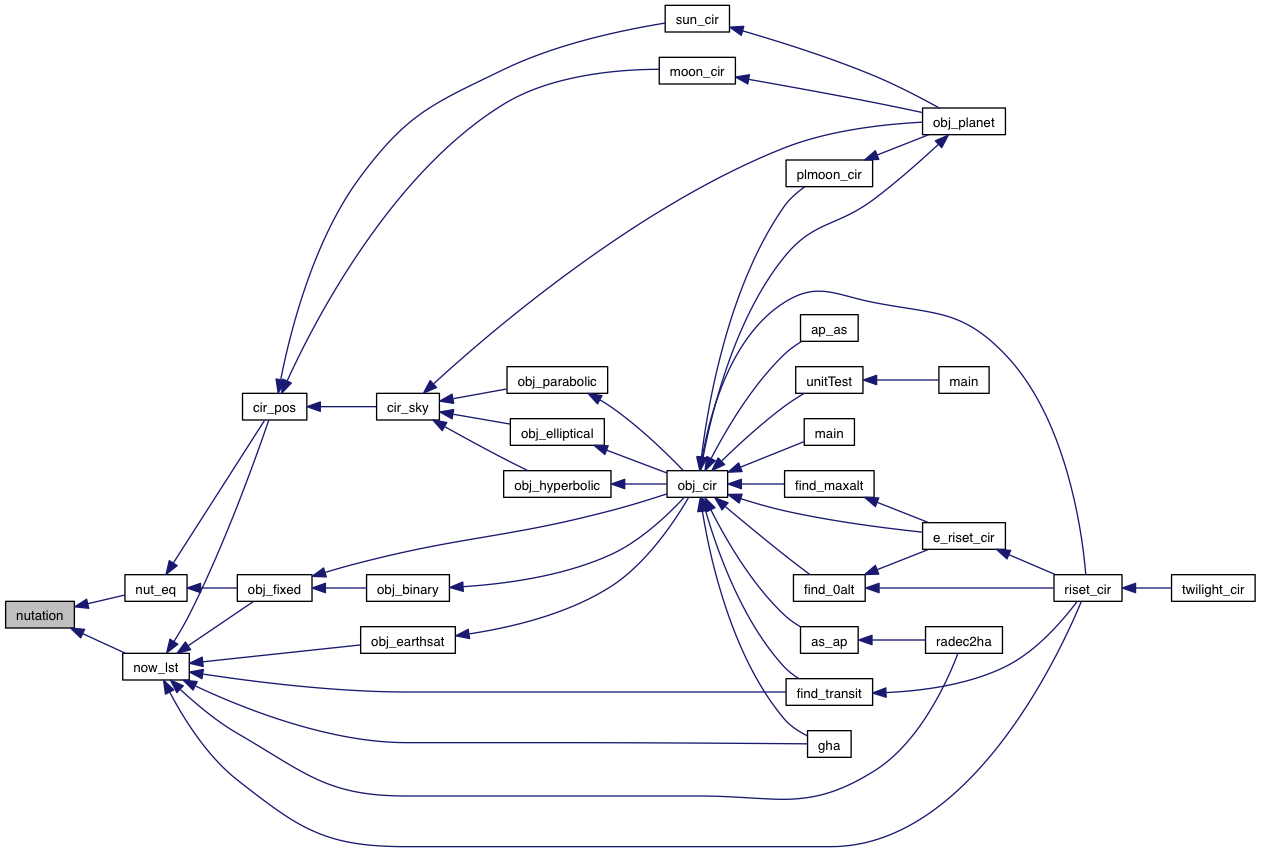 sun_cir
moon_cir
obj_planet
plmoon_cir
ap_as
unitTest
main
obj_parabolic
cir_pos
cir_sky
obj_elliptical
main
obj_hyperbolic
obj_cir
find_maxalt
e_riset_cir
nut_eq
obj_fixed
obj_binary
find_0alt
riset_cir
twilight_cir
nutation
obj_earthsat
as_ap
radec2ha
now_lst
find_transit
gha